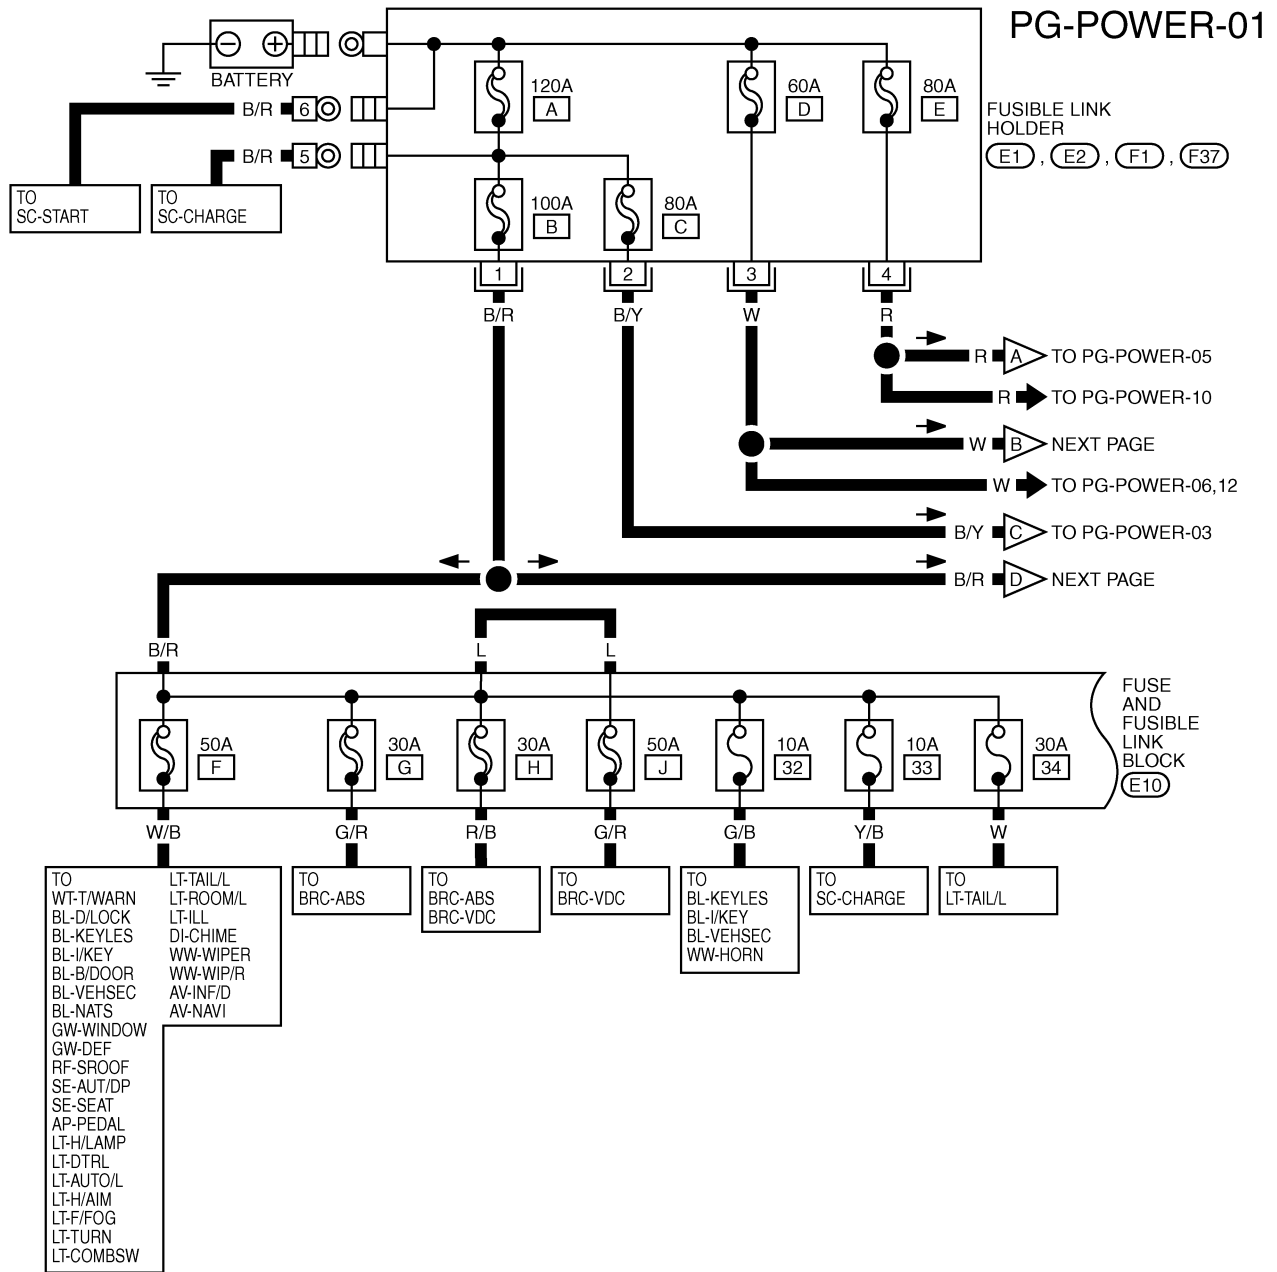 PG-POWER-01
BATTERY
120A
A
60A
D
80A
E
FUSIBLE LINK
HOLDER
E1 , E2 , F1 , F37
B/R 6
B/R 5
TO
SC-START
TO
SC-CHARGE
100A
B
80A
C
1
2
3
4
B/R
B/Y
W
R
R A TO PG-POWER-05
R TO PG-POWER-10
W B NEXT PAGE
W TO PG-POWER-06,12
B/Y C TO PG-POWER-03
B/R D NEXT PAGE
B/R
L
L
FUSE
AND
FUSIBLE
LINK
BLOCK
E10
50A
F
30A
G
30A
H
50A
J
10A
32
10A
33
30A
34
W/B
G/R
R/B
G/R
G/B
Y/B
W
TO
WT-T/WARN
BL-D/LOCK
BL-KEYLES
BL-I/KEY
BL-B/DOOR
BL-VEHSEC
BL-NATS
GW-WINDOW
GW-DEF
RF-SROOF
SE-AUT/DP
SE-SEAT
AP-PEDAL
LT-H/LAMP
LT-DTRL
LT-AUTO/L
LT-H/AIM
LT-F/FOG
LT-TURN
LT-COMBSW
LT-TAIL/L
LT-ROOM/L
LT-ILL
DI-CHIME
WW-WIPER
WW-WIP/R
AV-INF/D
AV-NAVI
TO
BRC-ABS
TO
BRC-ABS
BRC-VDC
TO
BRC-VDC
TO
BL-KEYLES
BL-I/KEY
BL-VEHSEC
WW-HORN
TO
SC-CHARGE
TO
LT-TAIL/L